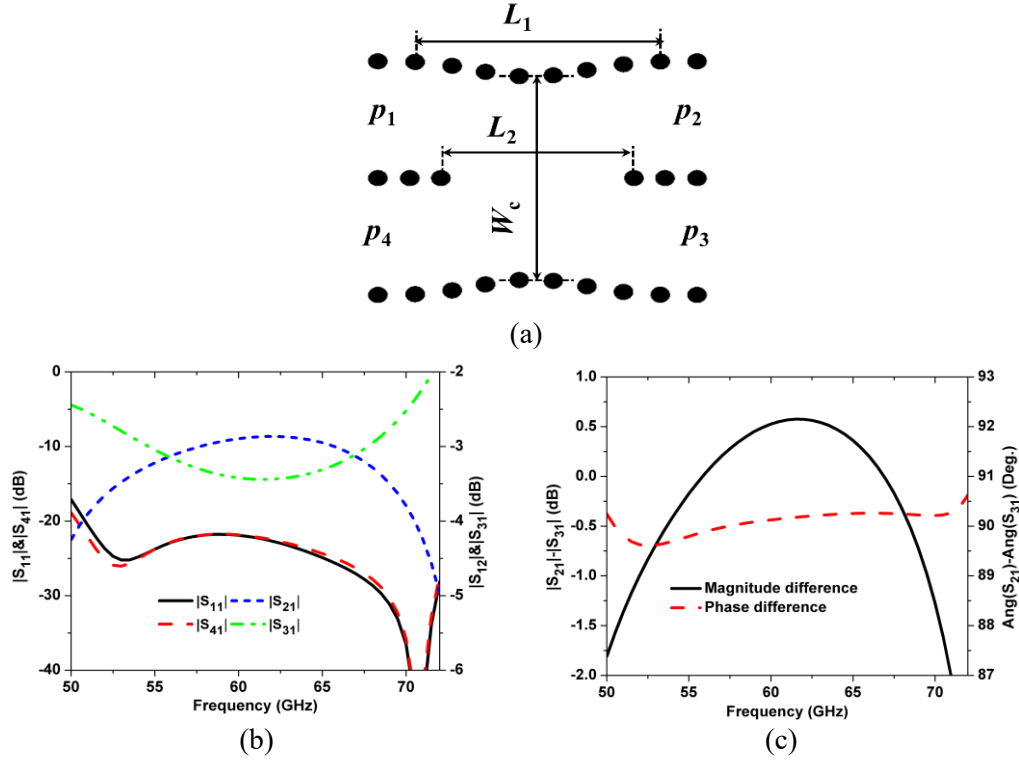 L1
p1
p2
L2
Wc
p4
p3
(a)
0
-10
-20
-30
-40
|S11|&|S41| (dB)
-2
-3
-4
-5
-6
|S12|&|S31| (dB)
|S11|
|S21|
|S41|
|S31|
50
55
60
65
70
Frequency (GHz)
(b)
1.0
0.5
0.0
-0.5
-1.0
-1.5
-2.0
|S21|-|S31| (dB)
93
92
91
90
89
88
87
Ang(S21)-Ang(S31) (Deg.)
Magnitude difference
Phase difference
50
55
60
65
70
Frequency (GHz)
(c)